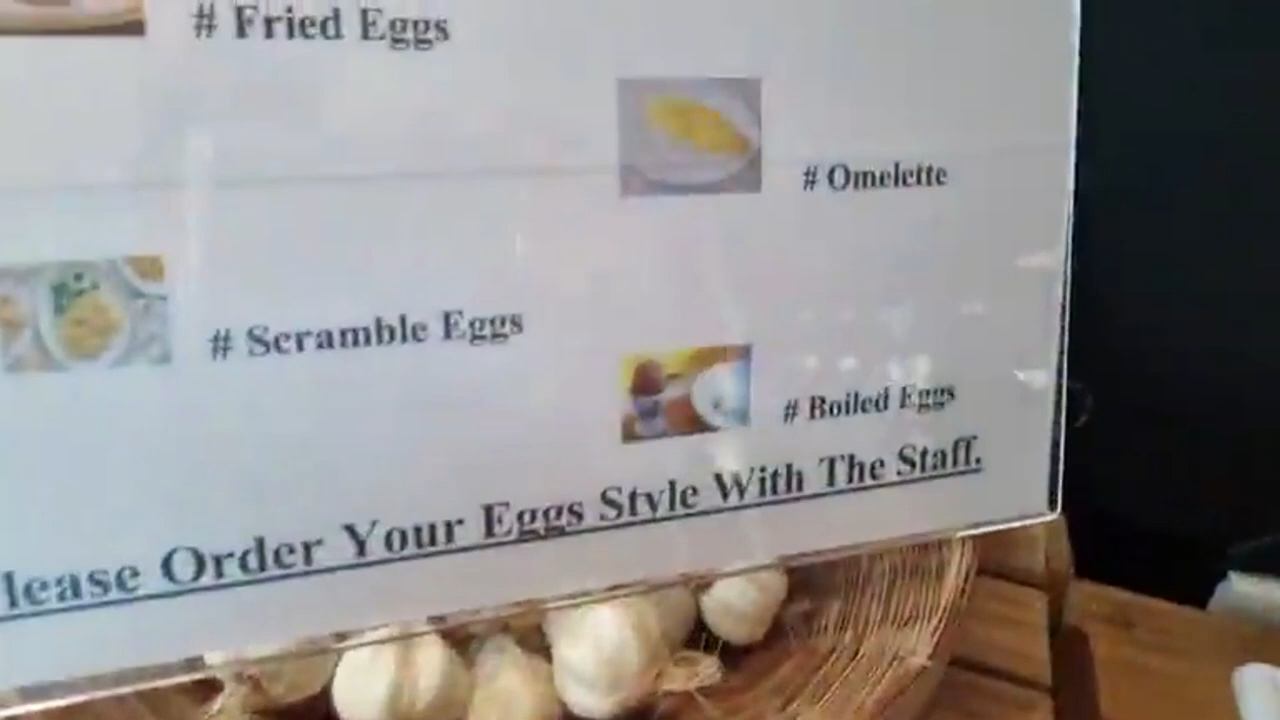 # Fried Eggs
# Omelette
# Scramble Eggs
# Boiled Eggs
lease Order Your Eggs Style With The Staff.